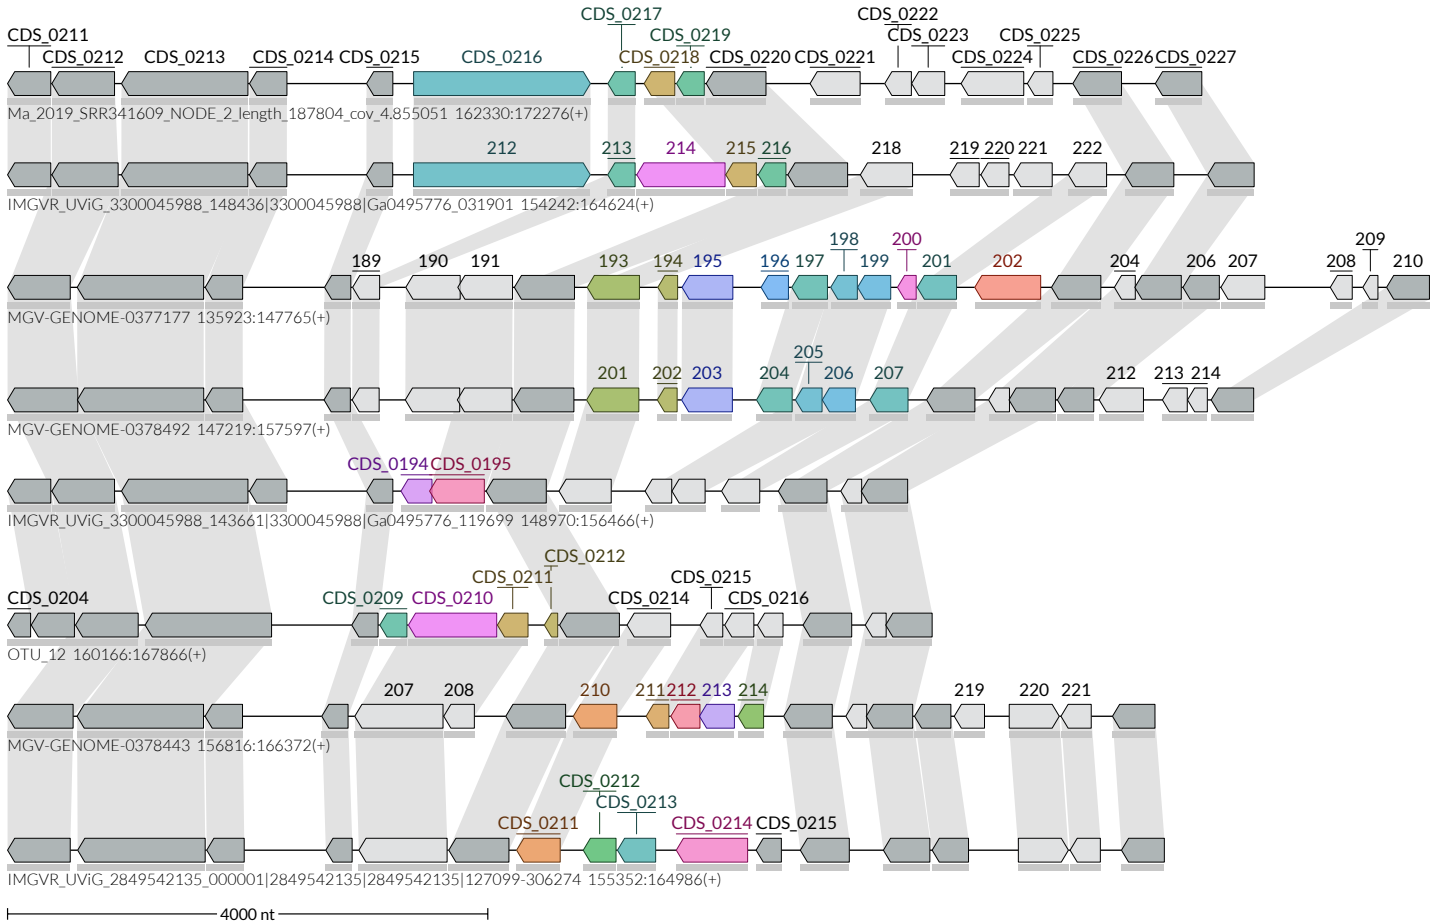 CDS_0217 CDS_0222
CDS_0211 CDS_0219 CDS_0223 CDS_0225
CDS_0212 CDS_0213 CDS_0214 CDS_0215 CDS_0216 CDS_0218 CDS_0220 CDS_0221 CDS_0224 CDS_0226 CDS_0227
Ma_2019_SRR341609_NODE_2_length_187804_cov_4.855051 162330:172276(+)
212 213 214 215 216 218 219 220 221 222
IMGVR_UViG_3300045988_148436|3300045988|Ga0495776_031901 154242:164624(+)
198 200 209
189 190 191 193 194 195 196 197 199 201 202 204 206 207 208 210
MGV-GENOME-0377177 135923:147765(+)
205
201 202 203 204 206 207 212 213 214
MGV-GENOME-0378492 147219:157597(+)
CDS_0194 CDS_0195
IMGVR_UViG_3300045988_143661|3300045988|Ga0495776_119699 148970:156466(+)
CDS_0212
CDS_0211 CDS_0215
CDS_0204 CDS_0209 CDS_0210 CDS_0214 CDS_0216
OTU_12 160166:167866(+)
207 208 210 211 212 213 214 219 220 221
MGV-GENOME-0378443 156816:166372(+)
CDS_0212
CDS_0213
CDS_0211 CDS_0214 CDS_0215
IMGVR_UViG_2849542135_000001|2849542135|2849542135|127099-306274 155352:164986(+)
4000 nt